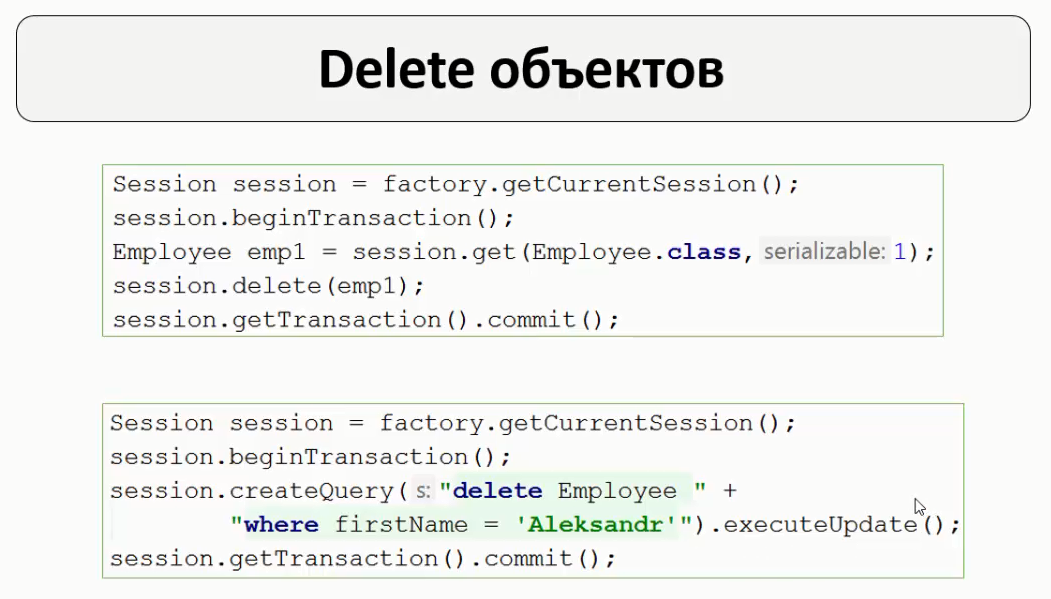 Delete объектов
Session session = factory.getCurrentSession();
session.beginTransaction();
Employee emp1 = session.get(Employee.class, serializable: 1);
session.delete(emp1);
session.getTransaction().commit();
Session session = factory.getCurrentSession();
session.beginTransaction();
session.createQuery( s: "delete Employee " +
"where firstName = 'Aleksandr'").executeUpdate();
session.getTransaction().commit();